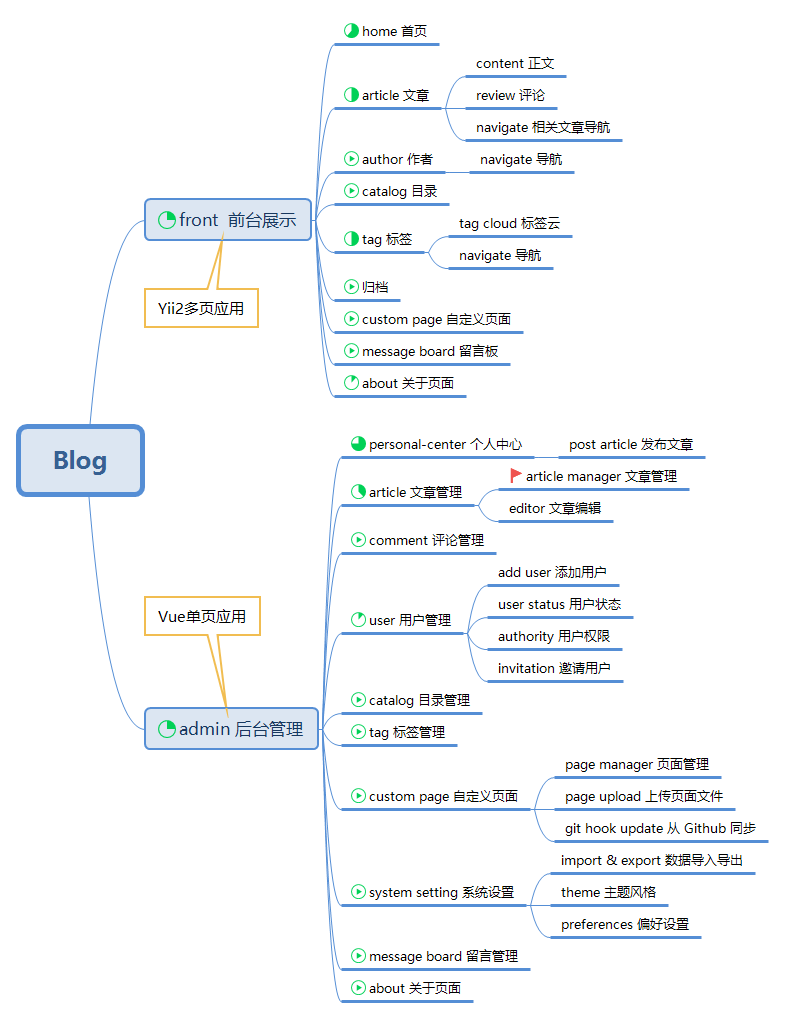 Blog
front 前台展示
Yii2多页应用
home 首页
article 文章
content 正文
review 评论
navigate 相关文章导航
author 作者
navigate 导航
catalog 目录
tag 标签
tag cloud 标签云
navigate 导航
归档
custom page 自定义页面
message board 留言板
about 关于页面
admin 后台管理
Vue单页应用
personal-center 个人中心
post article 发布文章
article 文章管理
article manager 文章管理
editor 文章编辑
comment 评论管理
user 用户管理
add user 添加用户
user status 用户状态
authority 用户权限
invitation 邀请用户
catalog 目录管理
tag 标签管理
custom page 自定义页面
page manager 页面管理
page upload 上传页面文件
git hook update 从 Github 同步
system setting 系统设置
import & export 数据导入导出
theme 主题风格
preferences 偏好设置
message board 留言管理
about 关于页面